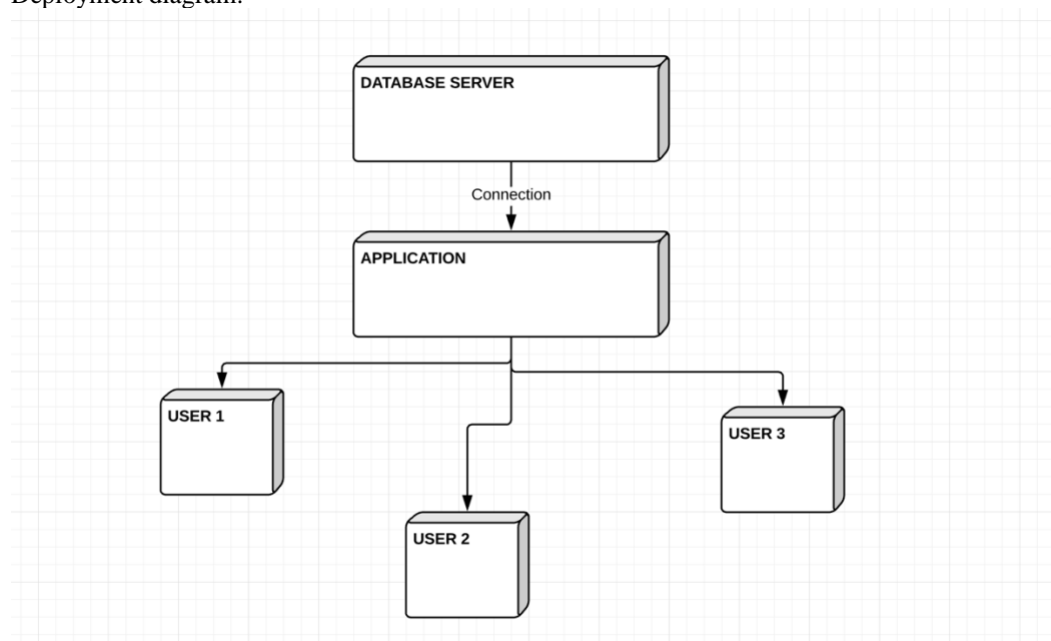 Deployment diagram:
DATABASE SERVER
Connection
APPLICATION
USER 1
USER 3
USER 2